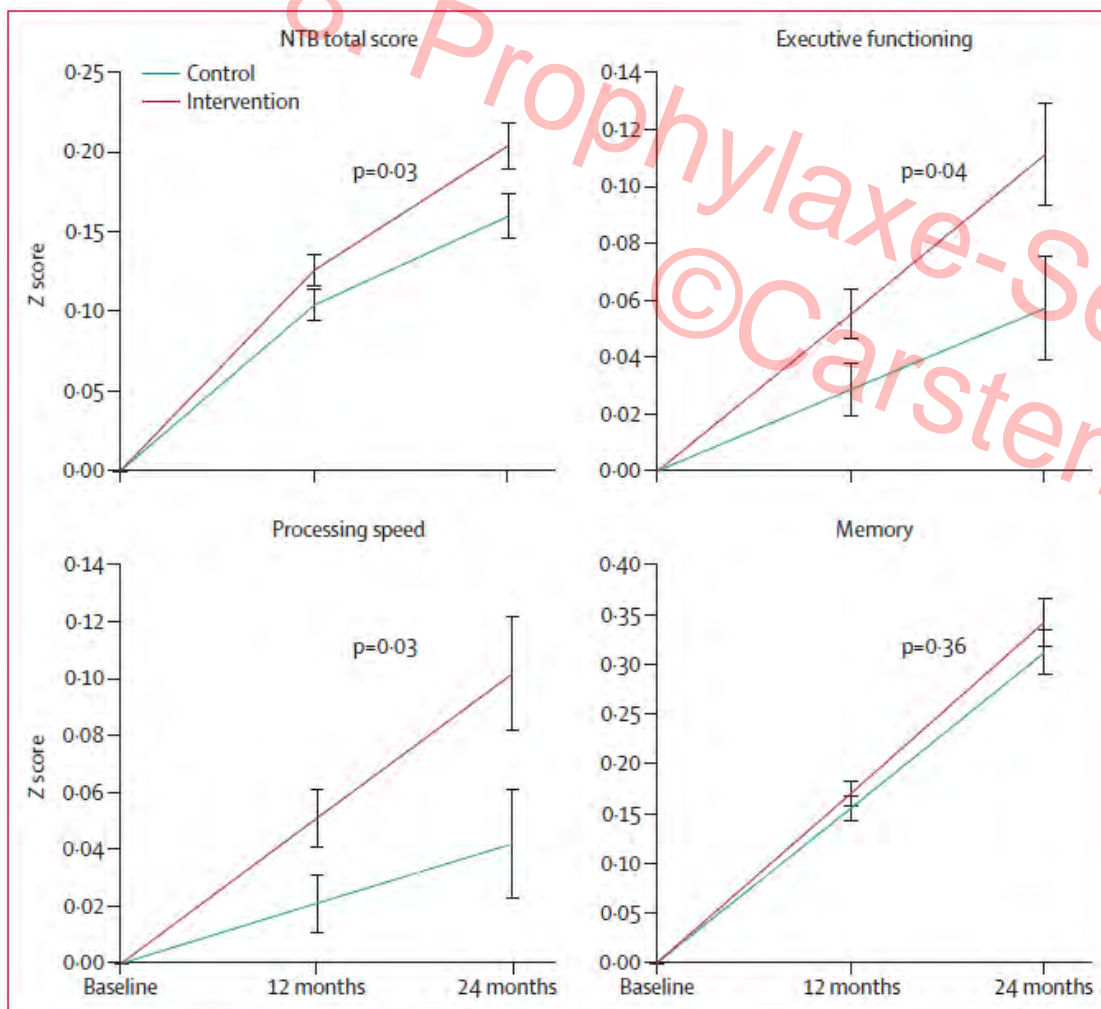 NTB total score
0·25
0·20
0·15
0·10
0·05
0·00
Z score
Control
Intervention
p=0·03
Executive functioning
0·14
0·12
0·10
0·08
0·06
0·04
0·02
0·00
p=0·04
Processing speed
0·14
0·12
0·10
0·08
0·06
0·04
0·02
0·00
Z score
p=0·03
Baseline
12 months
24 months
Memory
0·40
0·35
0·30
0·25
0·20
0·15
0·10
0·05
0·00
p=0·36
Baseline
12 months
24 months
Prophylaxe-Se
©Carsten